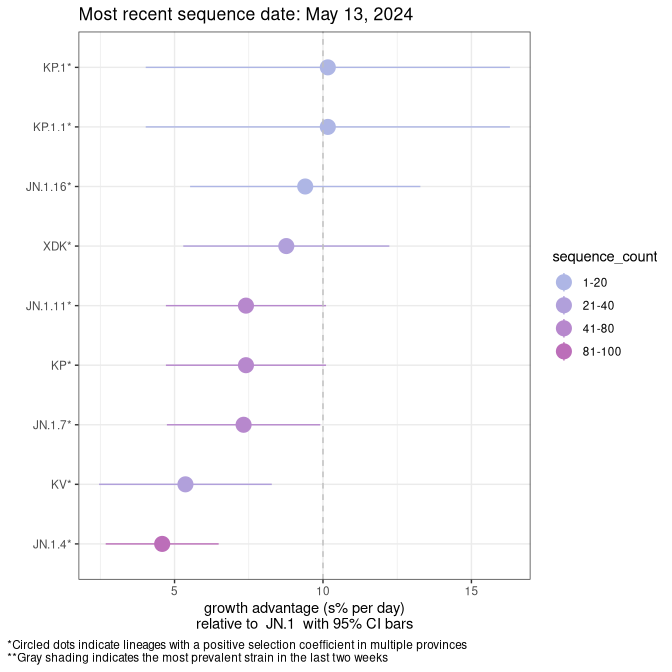 Most recent sequence date: May 13, 2024
KP.1*
KP.1.1*
JN.1.16*
XDK*
JN.1.11*
KP*
JN.1.7*
KV*
JN.1.4*
5 10 15
growth advantage (s% per day)
relative to JN.1 with 95% CI bars
sequence_count
1-20
21-40
41-80
81-100
*Circled dots indicate lineages with a positive selection coefficient in multiple provinces
**Gray shading indicates the most prevalent strain in the last two weeks